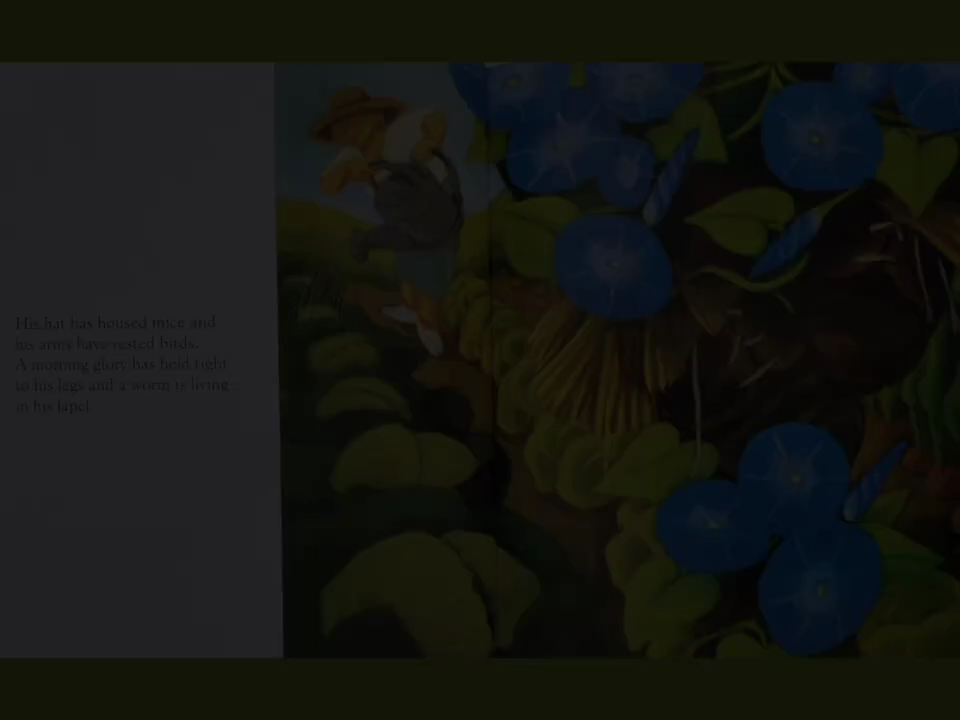 His hat has housed mice and
his arms have rested birds.
A morning glory has held tight
to his legs and a worm is living
in his lapel.